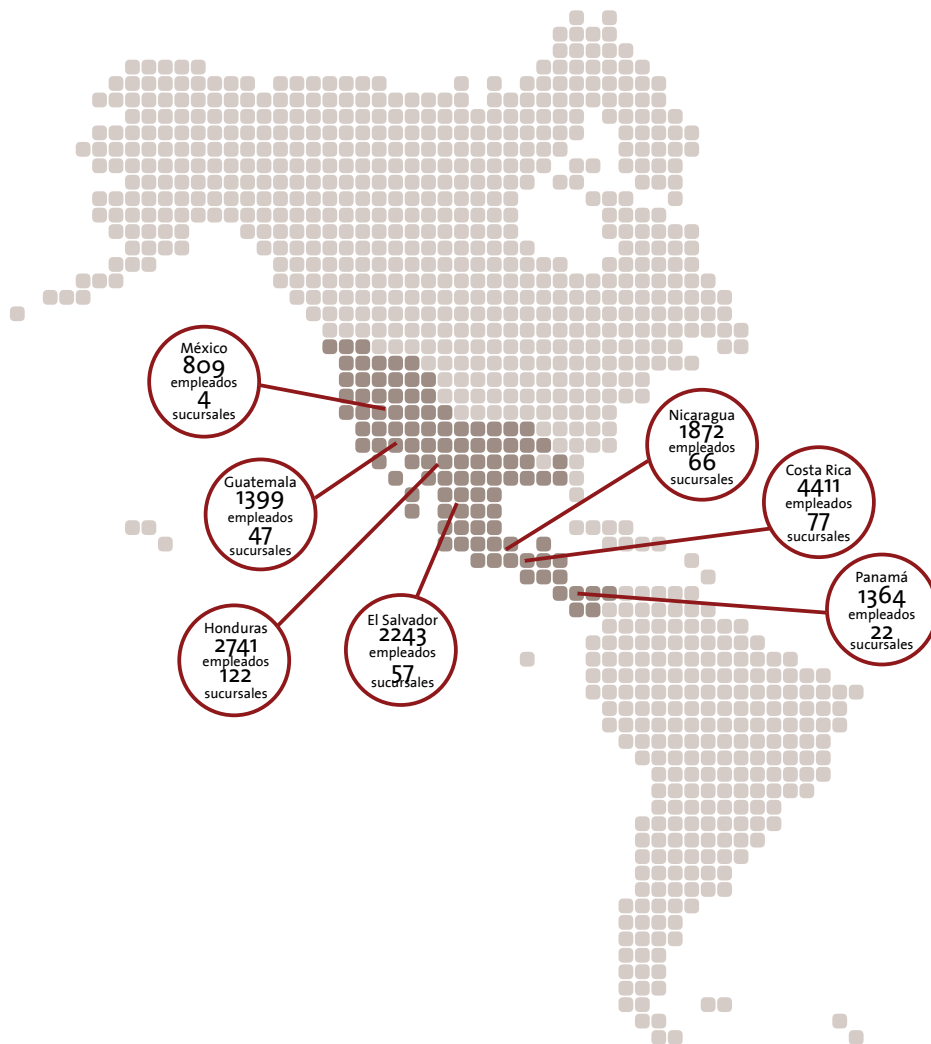 México
809
empleados
4
sucursales
Guatemala
1399
empleados
47
sucursales
Honduras
2741
empleados
122
sucursales
El Salvador
2243
empleados
57
sucursales
Nicaragua
1872
empleados
66
sucursales
Costa Rica
4411
empleados
77
sucursales
Panamá
1364
empleados
22
sucursales